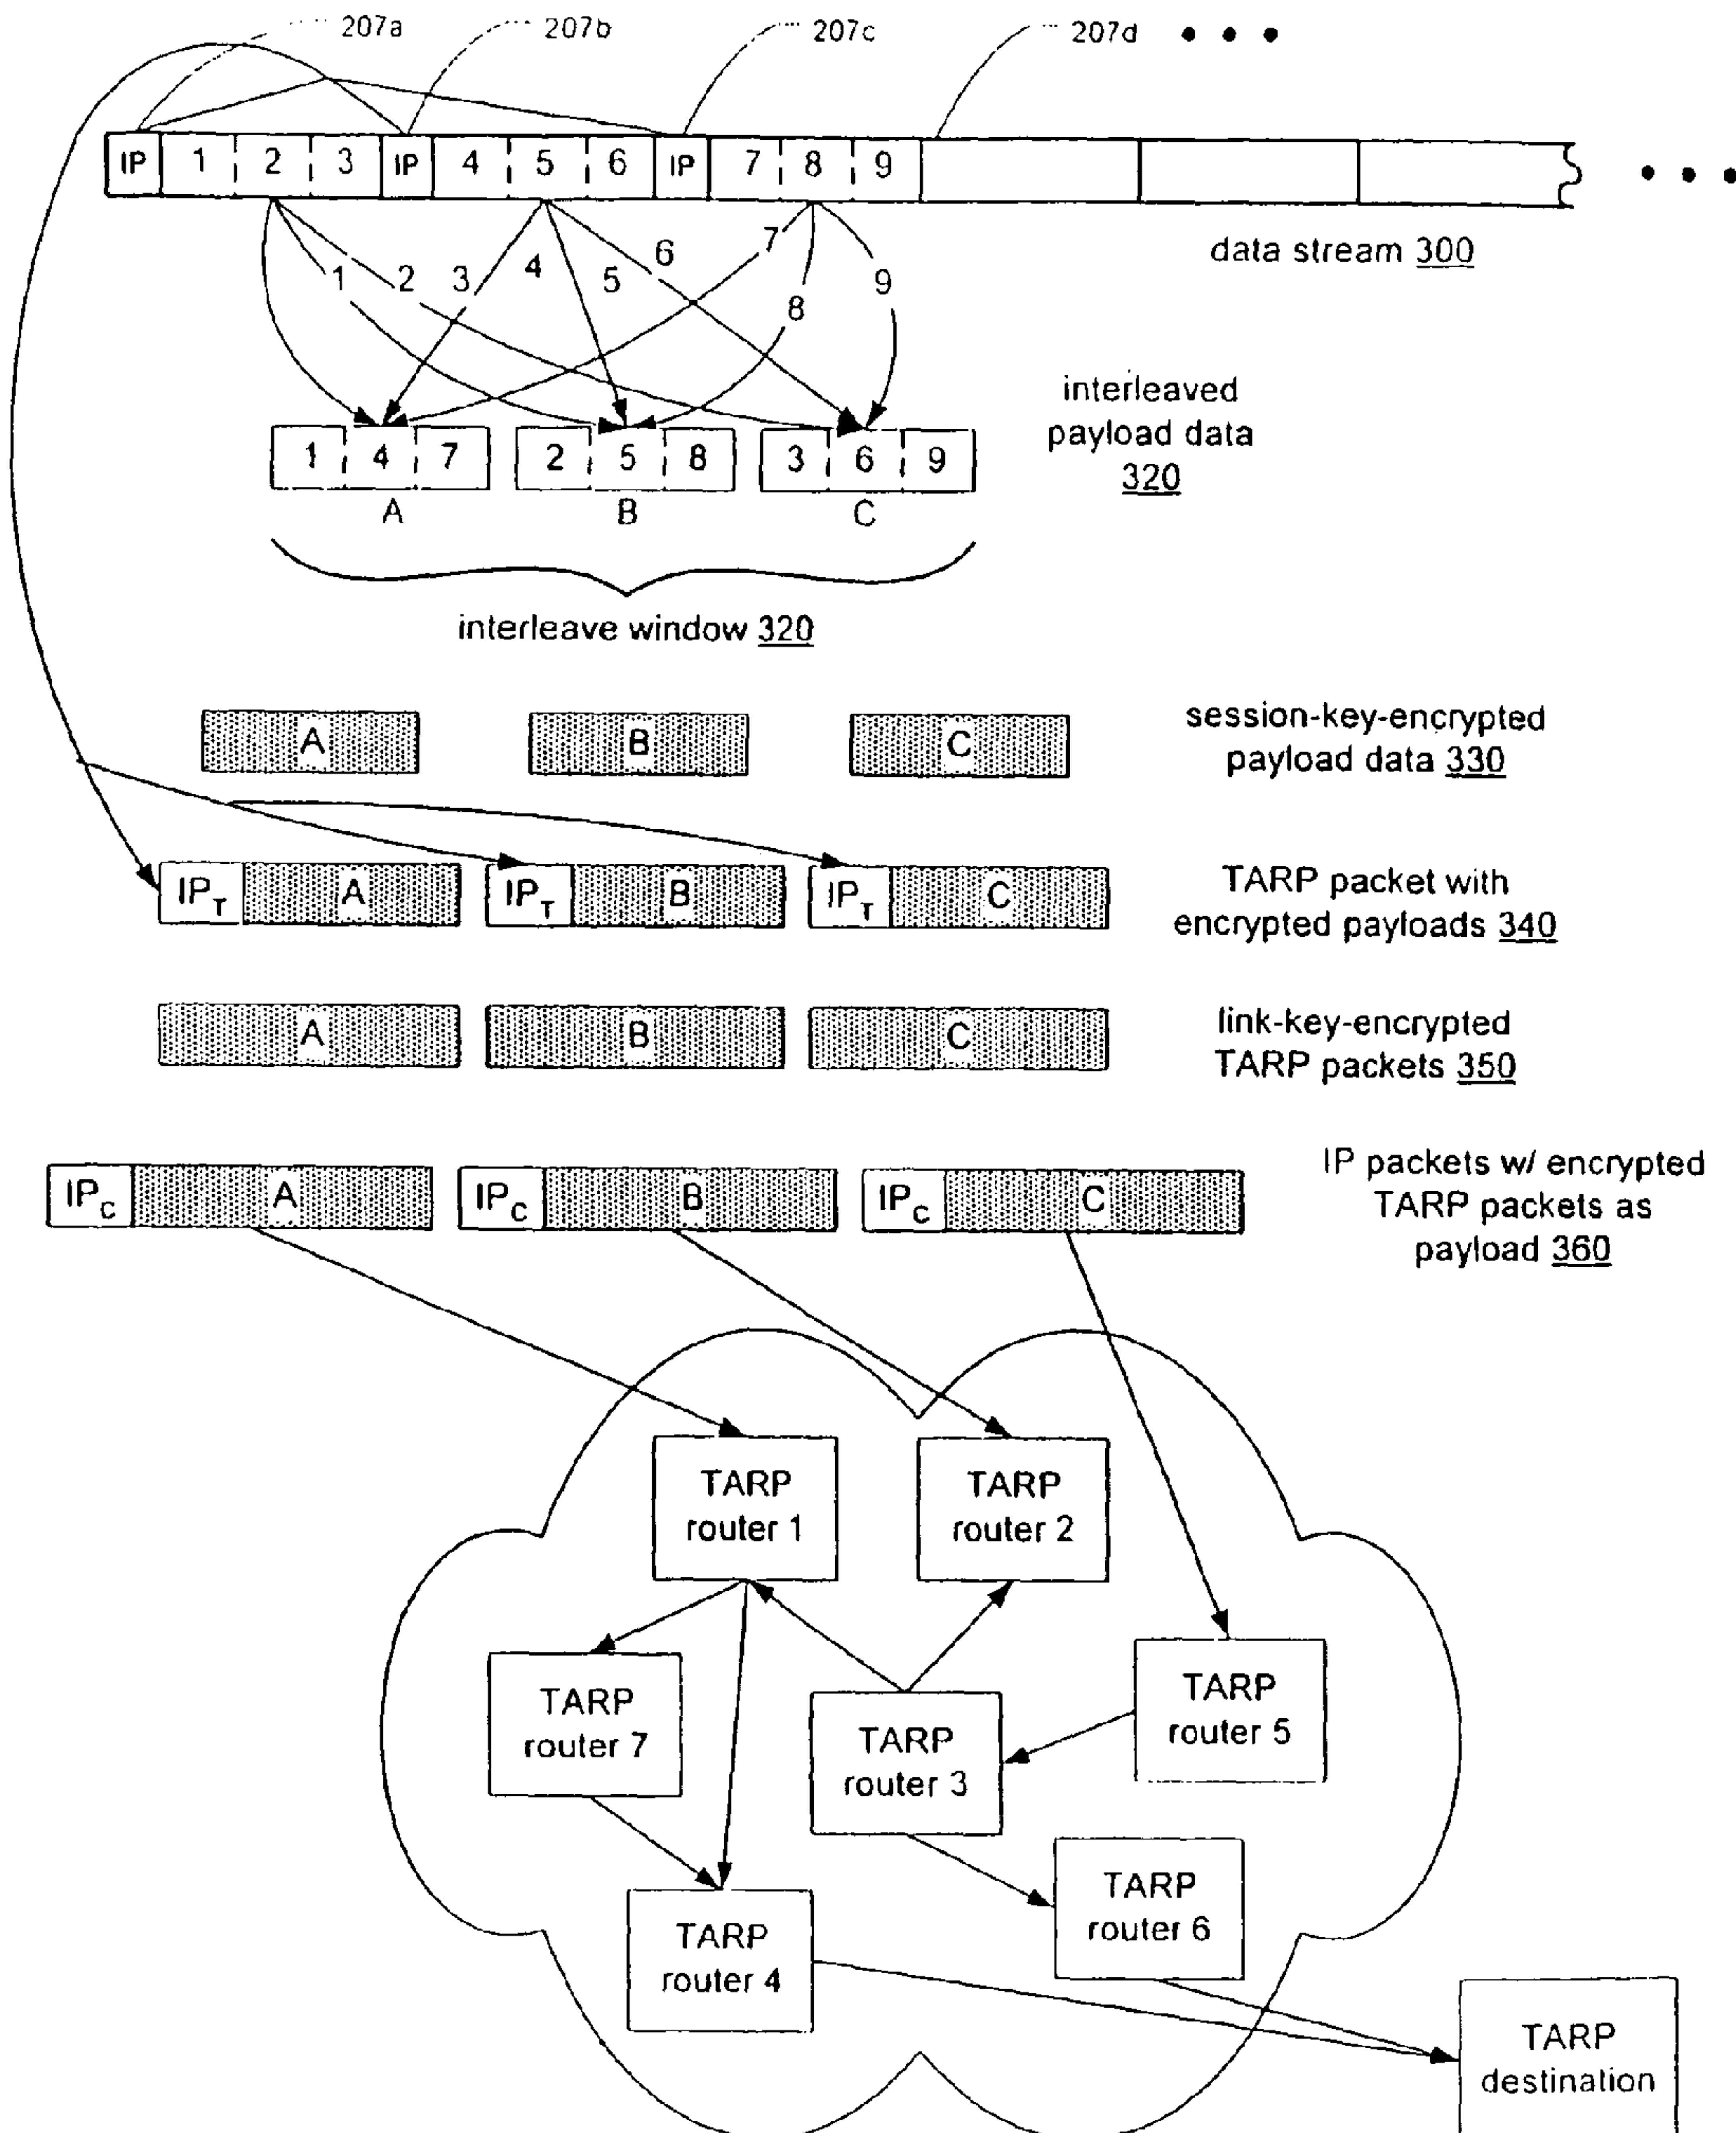 207a 207b 207c 207d • • •
IP 1 2 3 IP 4 5 6 IP 7 8 9 • • •
data stream 300
1 2 3 4 5 6 7 8 9
interleaved
payload data
320
1 4 7 2 5 8 3 6 9
A B C
interleave window 320
A B C
session-key-encrypted
payload data 330
IPT A IPT B IPT C
TARP packet with
encrypted payloads 340
A B C
link-key-encrypted
TARP packets 350
IPC A IPC B IPC C
IP packets w/ encrypted
TARP packets as
payload 360
TARP
router 1
TARP
router 2
TARP
router 7
TARP
router 3
TARP
router 5
TARP
router 4
TARP
router 6
TARP
destination